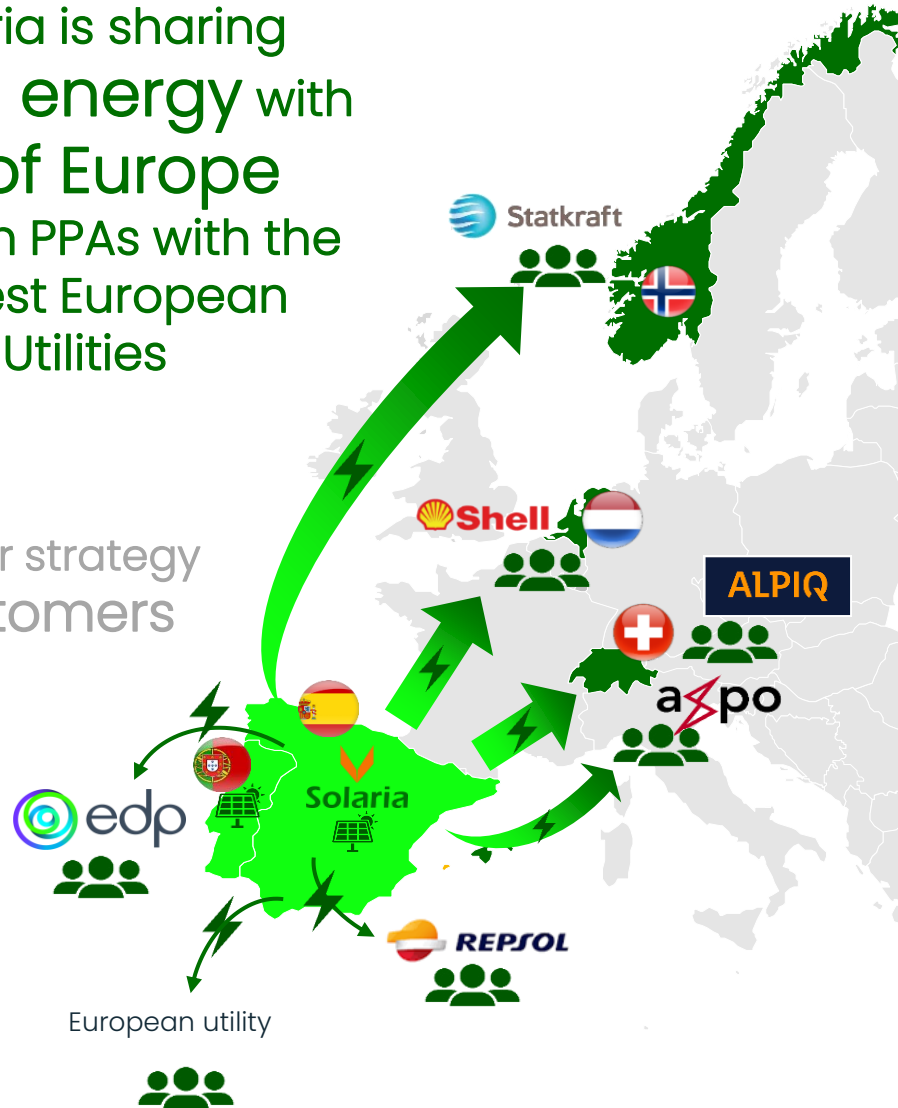 ria is sharing
energy with
of Europe
h PPAs with the
est European
Utilities
Statkraft
Shell
r strategy
tomers
ALPIQ
axpo
Solaria
edp
REPSOL
European utility